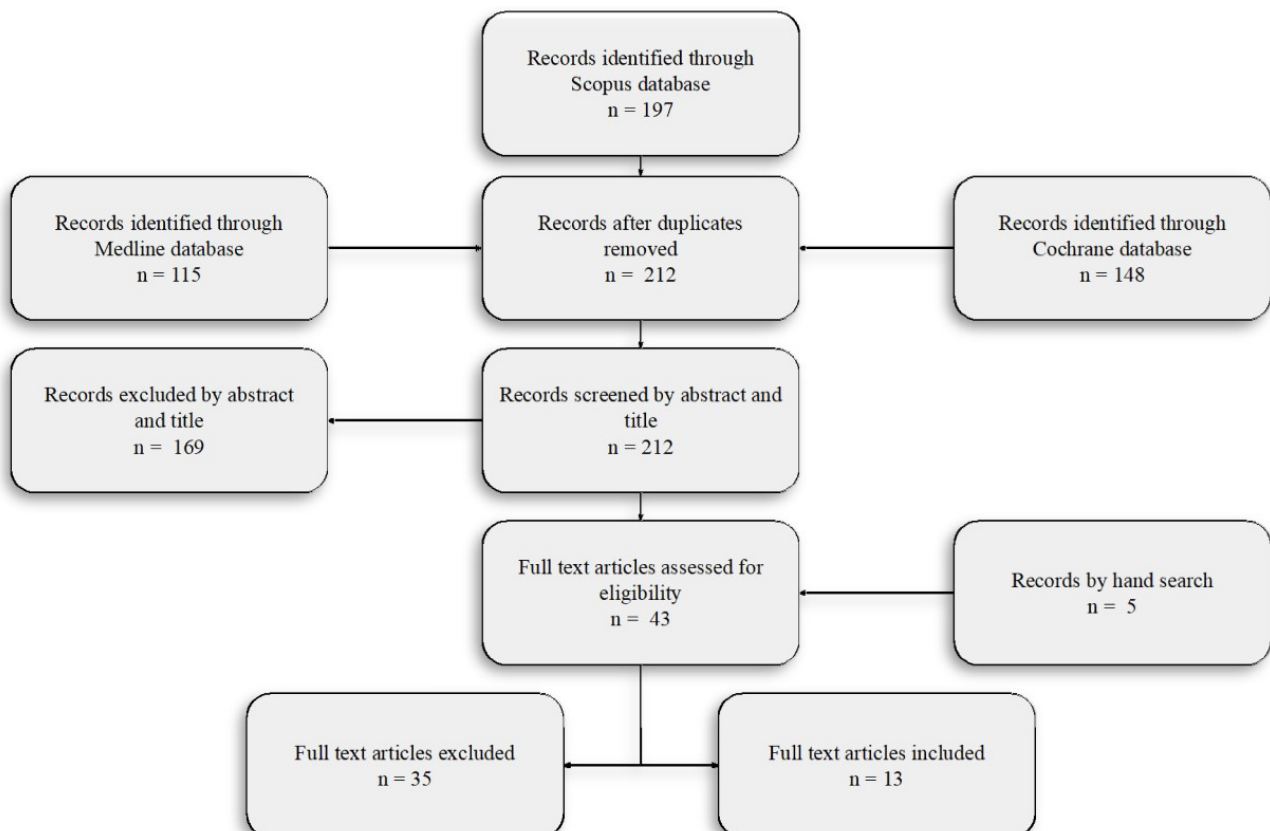 Records identified through
Scopus database
n = 197
Records identified through
Medline database
n = 115
Records after duplicates
removed
n = 212
Records identified through
Cochrane database
n = 148
Records excluded by abstract
and title
n = 169
Records screened by abstract and
title
n = 212
Full text articles assessed for
eligibility
n = 43
Records by hand search
n = 5
Full text articles excluded
n = 35
Full text articles included
n = 13